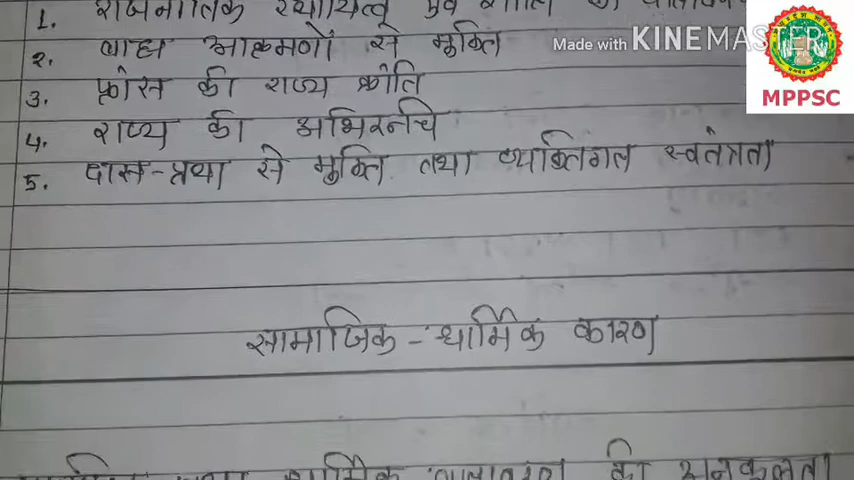 1. राजनीतिक स्थायित्व एवं शांति का
2. बाह्य आक्रमणों से मुक्ति
Made with KINEMASTER
3. फ्रांस की राज्य क्रांति
MPPSC
4. राज्य की अभिरूचि
5. दास-प्रथा से मुक्ति तथा व्यक्तिगत स्वतंत्रता
सामाजिक-धार्मिक कारण
धार्मिक वातावरण की अनुकूलता